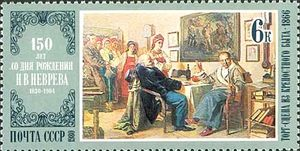 150
ЛЕТ
СО ДНЯ РОЖДЕНИЯ
Н В НЕВРЕВА
1830-1904
ПОЧТА СССР
1980
6к
ТОРГ·СЦЕНА ИЗ КРЕПОСТНОГО БЫТА·1866